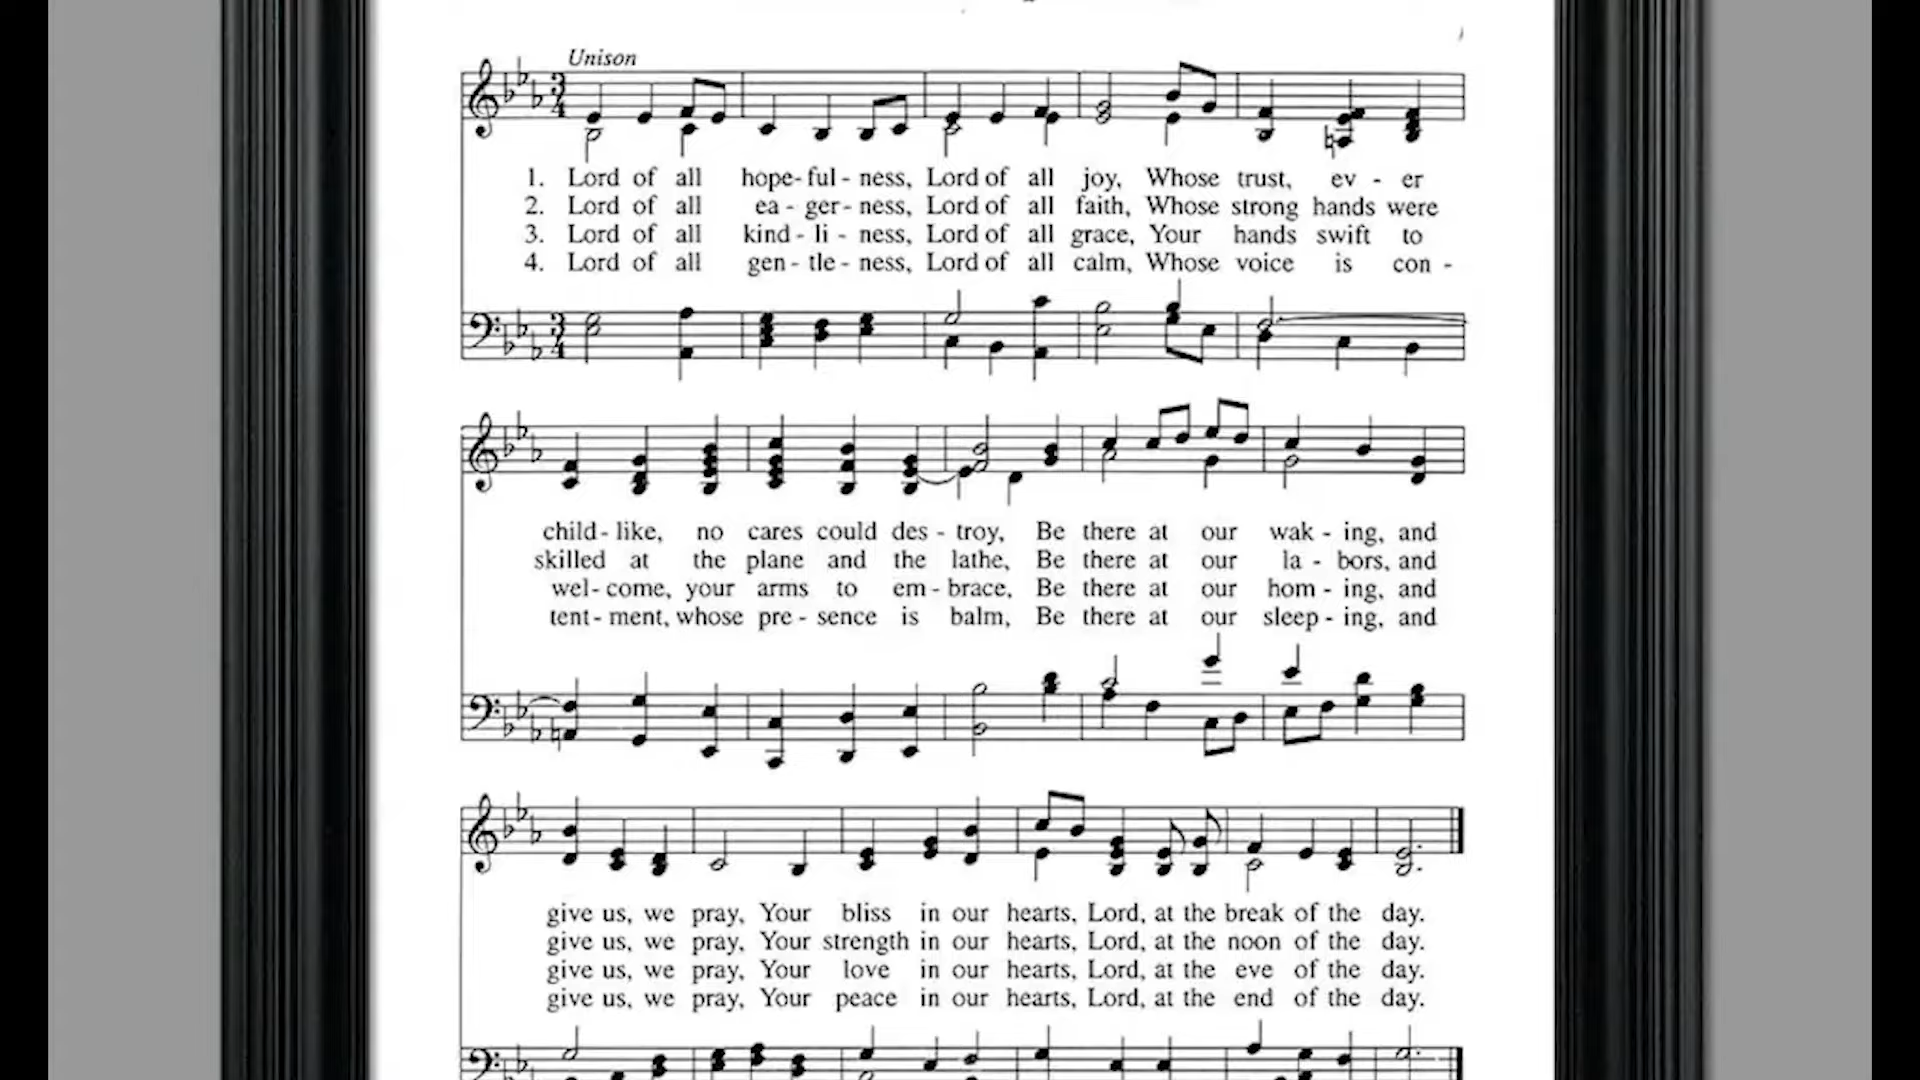 Unison
1. Lord of all hope-ful-ness, Lord of all joy, Whose trust, ev - er
2. Lord of all ea-ger-ness, Lord of all faith, Whose strong hands were
3. Lord of all kind-li-ness, Lord of all grace, Your hands swift to
4. Lord of all gen-tle-ness, Lord of all calm, Whose voice is con -
child-like, no cares could des-troy, Be there at our wak-ing, and
skilled at the plane and the lathe, Be there at our la-bors, and
wel-come, your arms to em-brace, Be there at our hom-ing, and
tent-ment, whose pre-sence is balm, Be there at our sleep-ing, and
give us, we pray, Your bliss in our hearts, Lord, at the break of the day.
give us, we pray, Your strength in our hearts, Lord, at the noon of the day.
give us, we pray, Your love in our hearts, Lord, at the eve of the day.
give us, we pray, Your peace in our hearts, Lord, at the end of the day.